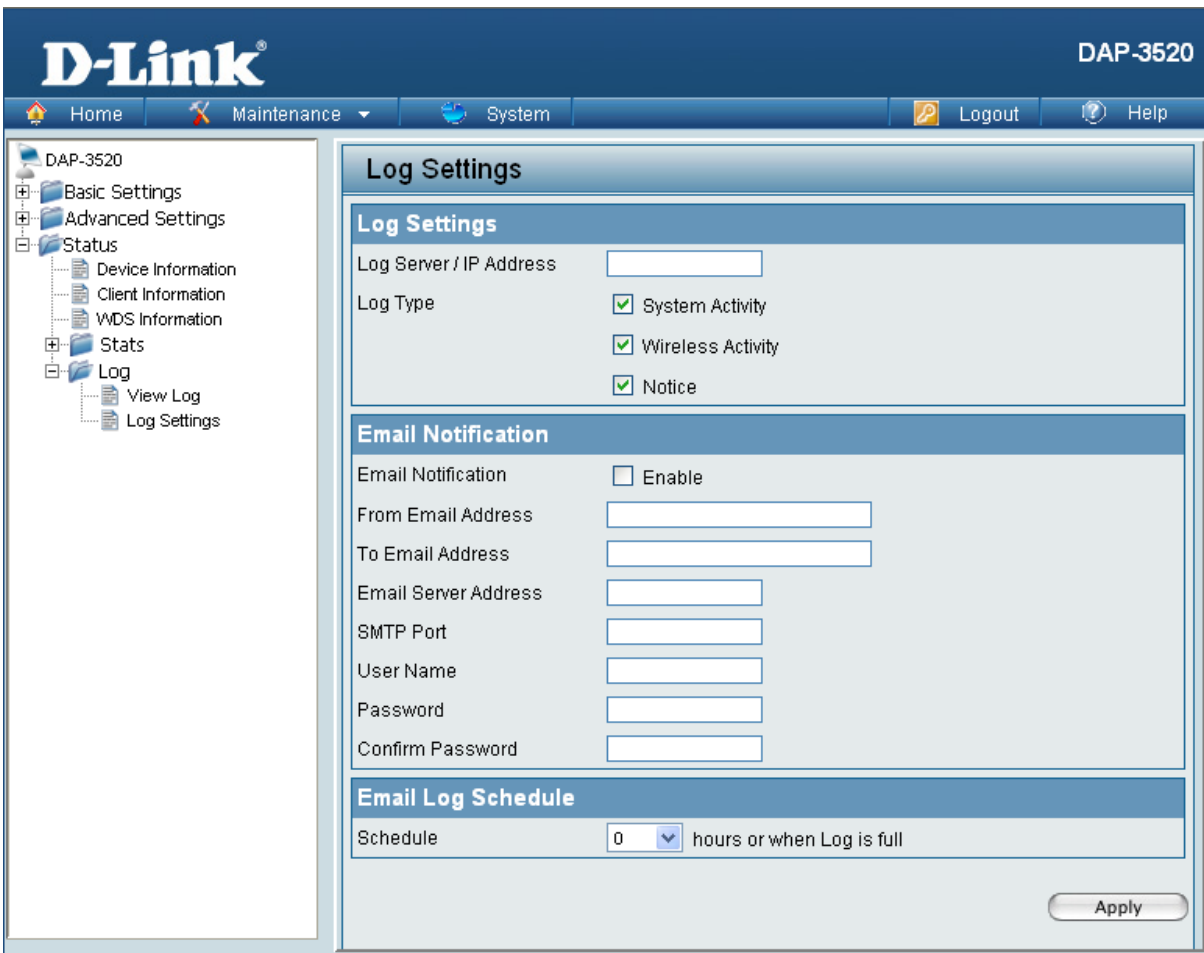 D-Link®
DAP-3520
Home
Maintenance
System
Logout
Help
DAP-3520
Basic Settings
Advanced Settings
Status
Device Information
Client Information
WDS Information
Stats
Log
View Log
Log Settings
Log Settings
Log Settings
Log Server / IP Address
Log Type
System Activity
Wireless Activity
Notice
Email Notification
Email Notification
Enable
From Email Address
To Email Address
Email Server Address
SMTP Port
User Name
Password
Confirm Password
Email Log Schedule
Schedule
0
hours or when Log is full
Apply